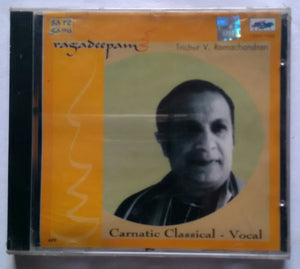 sa re
ga ma
ragadeepam
Trichur V. Ramachandran
Carnatic Classical - Vocal